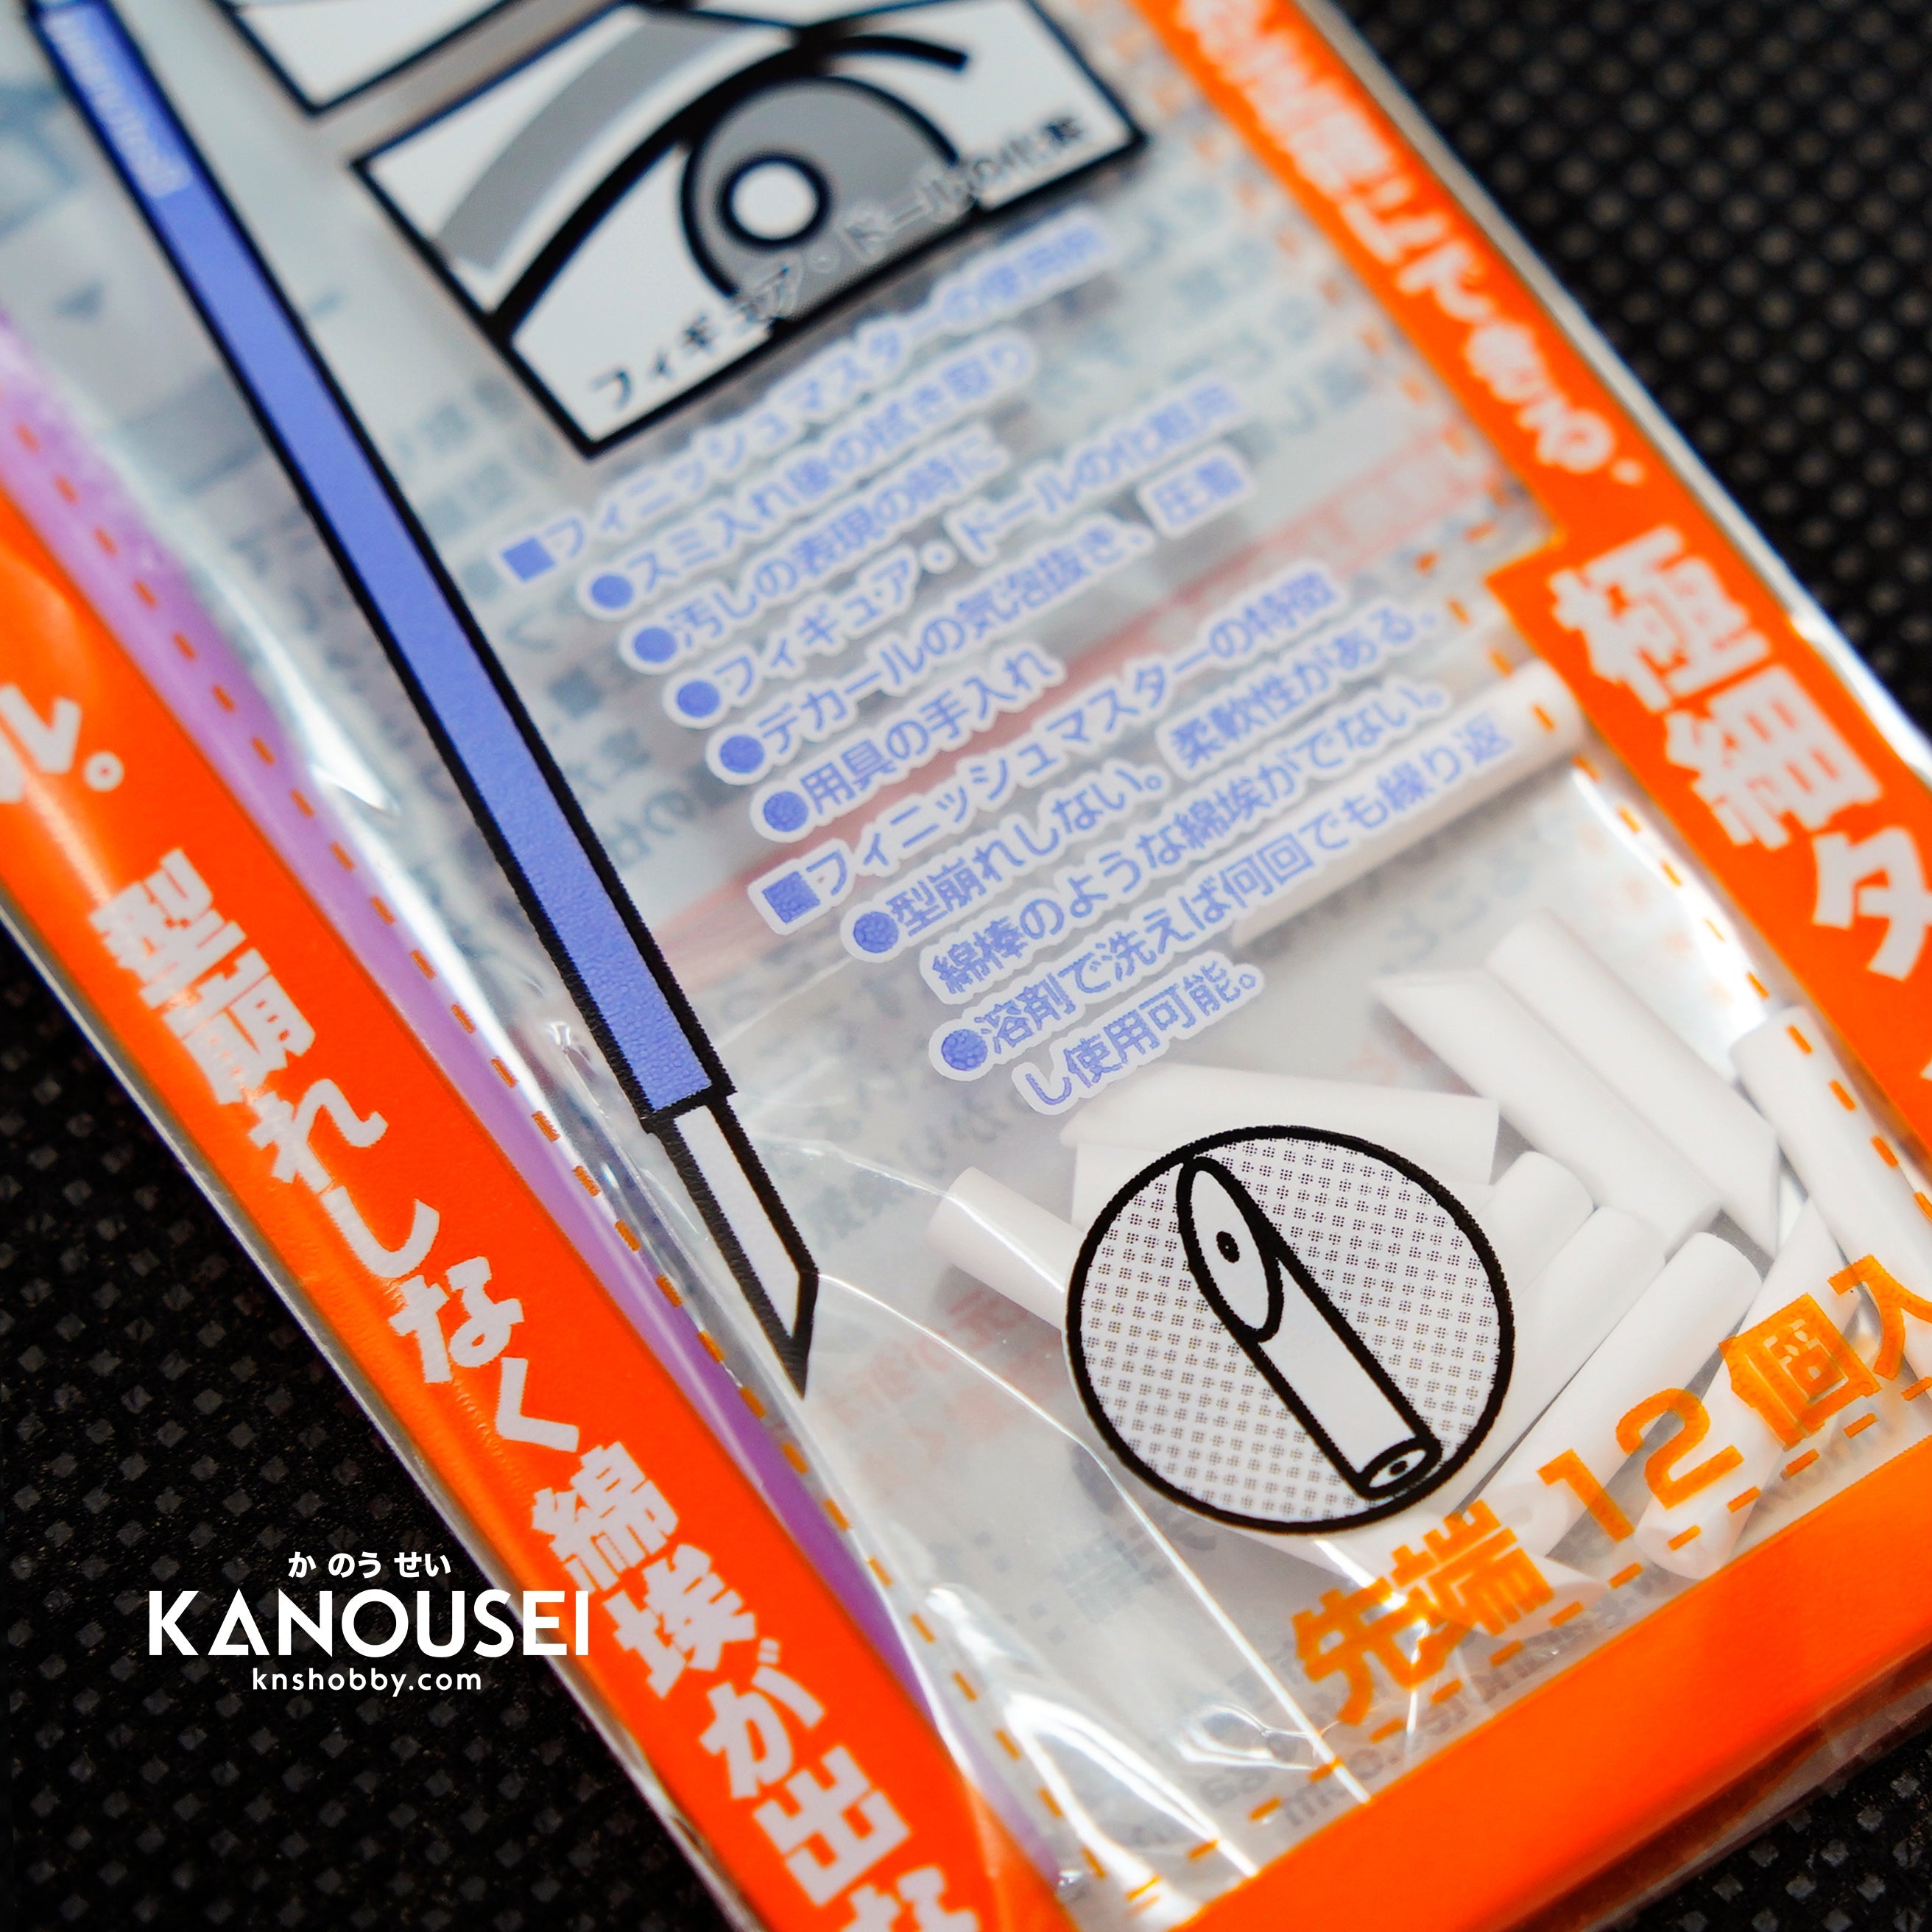 フィギュア・ドールの化粧
■フィニッシュマスターの使用例
●スミ入れ後の拭き取り
●汚しの表現の時に
●フィギュア・ドールの化粧用
●デカールの気泡抜き、圧着
●用具の手入れ
■フィニッシュマスターの特徴
●型崩れしない。柔軟性がある。
綿棒のような綿埃がでない。
●溶剤で洗えば何回でも繰り返
し使用可能。
先端12個入
極細タ
ル。型崩れしなく綿埃が出な
か のう せい
KANOUSEI
knshobby.com